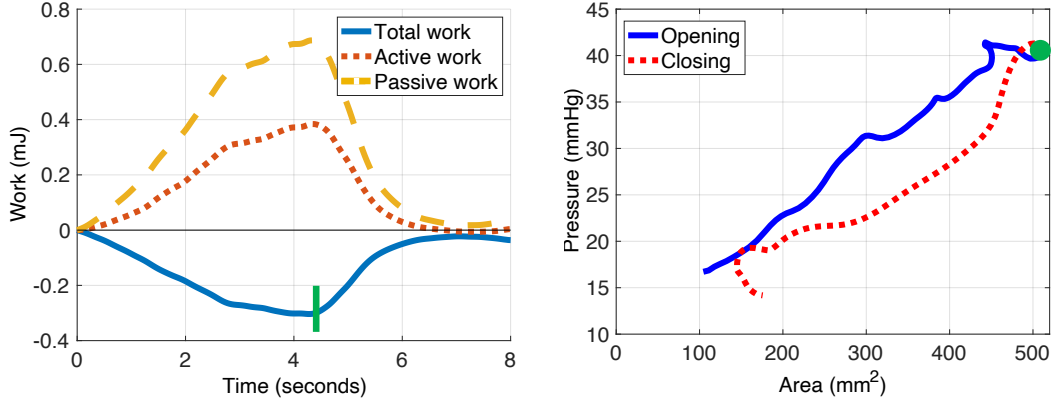 0.8
0.6
0.4
0.2
0
-0.2
-0.4
Work (mJ)
Total work
Active work
Passive work
0 2 4 6 8
Time (seconds)
45
40
35
30
25
20
15
10
Pressure (mmHg)
Opening
Closing
0 100 200 300 400 500
Area (mm²)